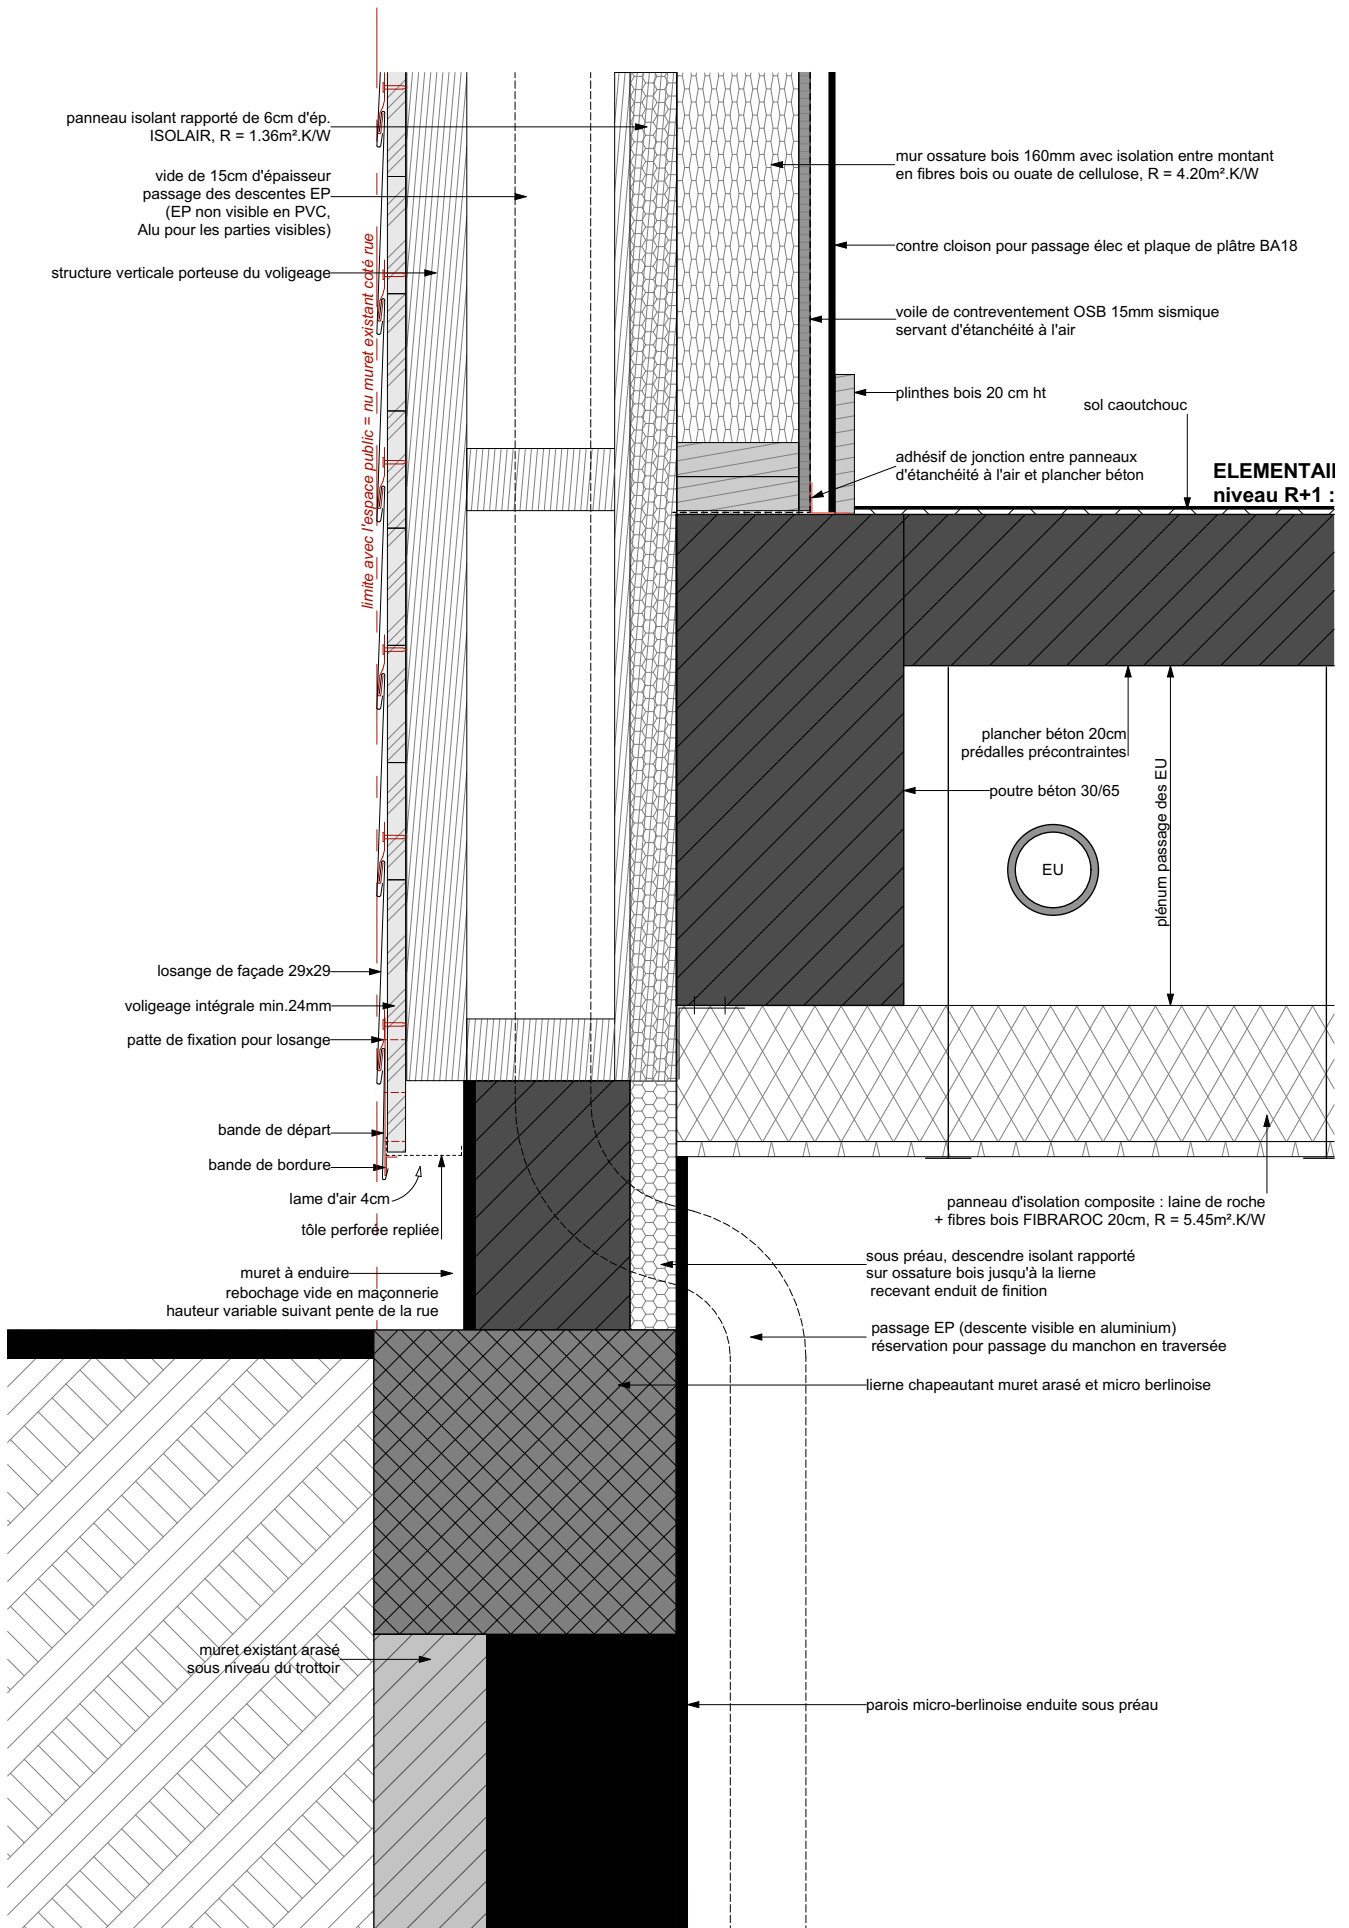 panneau isolant rapporté de 6cm d'ép.
ISOLAIR, R = 1.36m².K/W
vide de 15cm d'épaisseur
passage des descentes EP
(EP non visible en PVC,
Alu pour les parties visibles)
structure verticale porteuse du voligeage
limite avec l'espace public = nu muret existant coté rue
mur ossature bois 160mm avec isolation entre montant
en fibres bois ou ouate de cellulose, R = 4.20m².K/W
contre cloison pour passage élec et plaque de plâtre BA18
voile de contreventement OSB 15mm sismique
servant d'étanchéité à l'air
plinthes bois 20 cm ht
sol caoutchouc
adhésif de jonction entre panneaux
d'étanchéité à l'air et plancher béton
niveau R+1 :
plancher béton 20cm
prédalles précontraintes
poutre béton 30/65
plénum passage des EU
EU
losange de façade 29x29
voligeage intégrale min.24mm
patte de fixation pour losange
bande de départ
bande de bordure
lame d'air 4cm
tôle perforée repliée
muret à enduire
rebochage vide en maçonnerie
hauteur variable suivant pente de la rue
panneau d'isolation composite : laine de roche
+ fibres bois FIBRAROC 20cm, R = 5.45m².K/W
sous préau, descendre isolant rapporté
sur ossature bois jusqu'à la lierne
recevant enduit de finition
passage EP (descente visible en aluminium)
réservation pour passage du manchon en traversée
lierne chapeautant muret arasé et micro berlinoise
muret existant arasé
sous niveau du trottoir
parois micro-berlinoise enduite sous préau